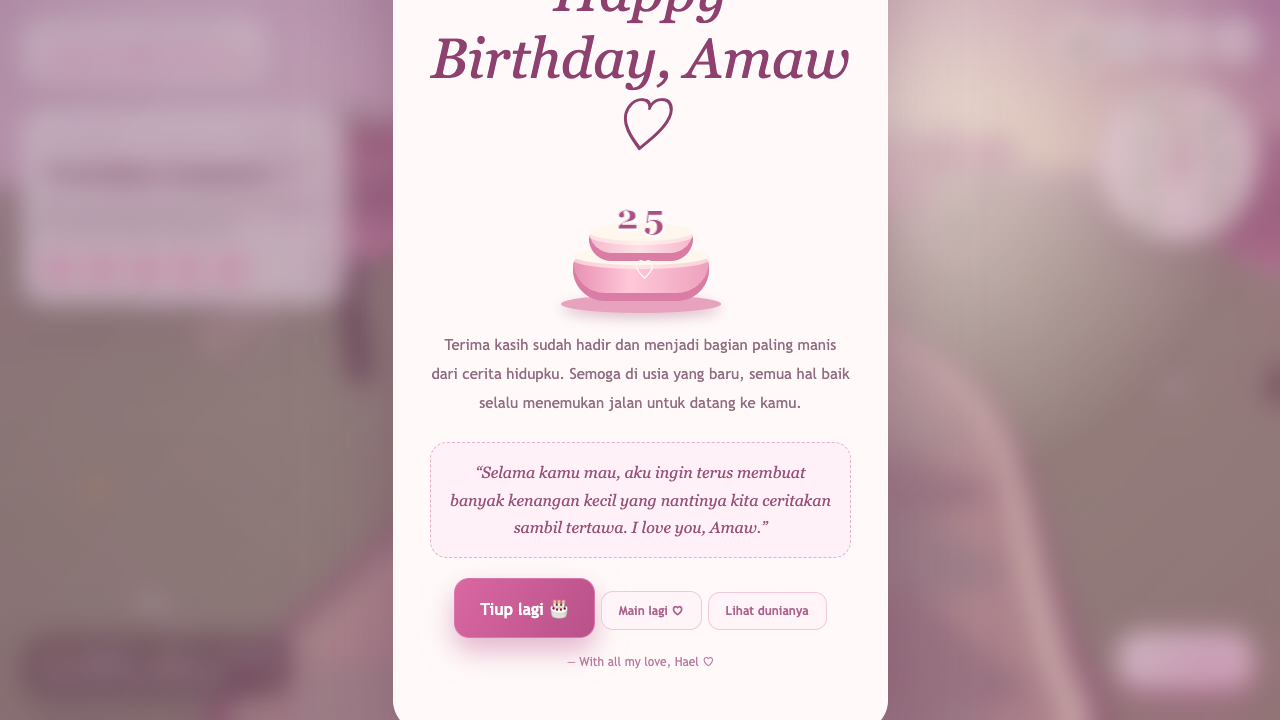 Happy
Birthday, Amaw
♡
25
♡
Terima kasih sudah hadir dan menjadi bagian paling manis
dari cerita hidupku. Semoga di usia yang baru, semua hal baik
selalu menemukan jalan untuk datang ke kamu.
“Selama kamu mau, aku ingin terus membuat
banyak kenangan kecil yang nantinya kita ceritakan
sambil tertawa. I love you, Amaw.”
Tiup lagi 🎂
Main lagi ♡
Lihat dunianya
— With all my love, Hael ♡